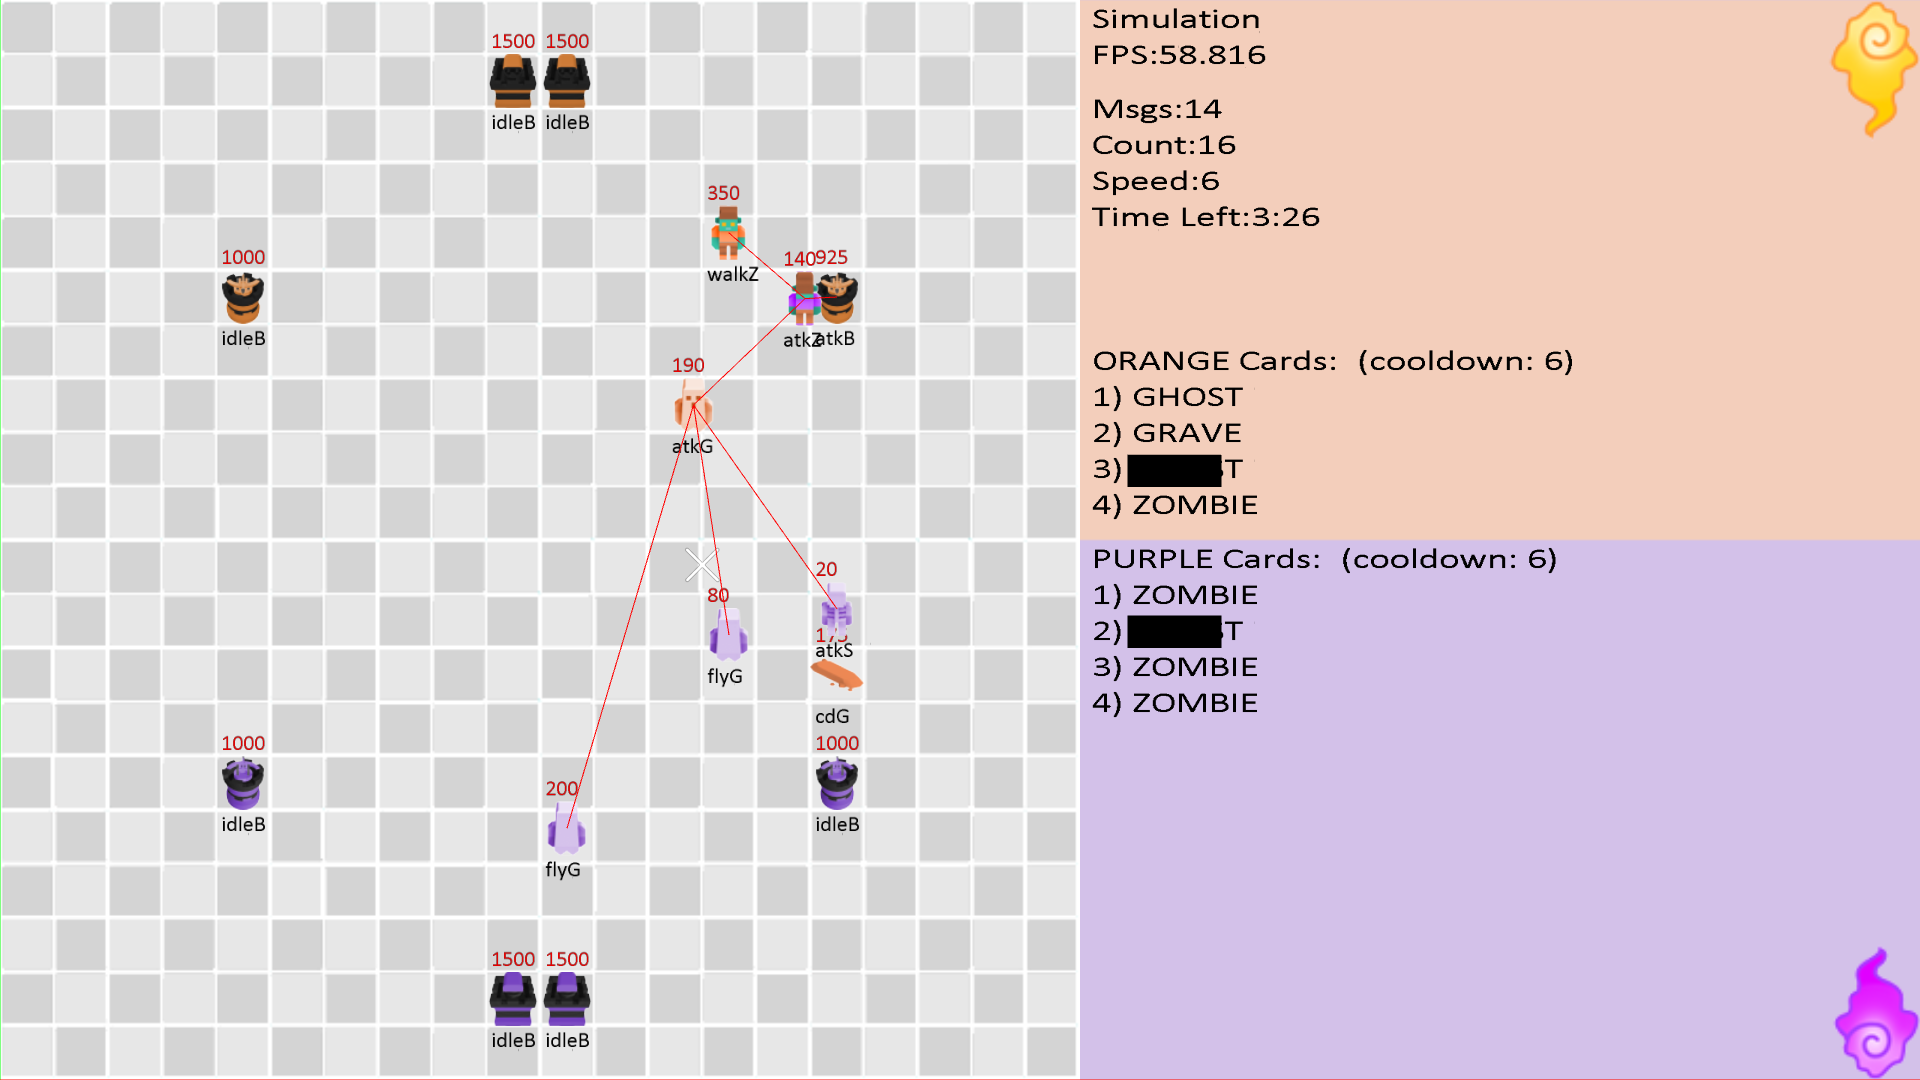 1500 1500
idleB idleB
350
walkZ
1000
idleB
140 925
atkZ atkB
190
atkG
20
80
atkS
flyG
cdG
1000
idleB
1000
idleB
200
flyG
1500 1500
idleB idleB
Simulation
FPS:58.816
Msgs:14
Count:16
Speed:6
Time Left:3:26
ORANGE Cards: (cooldown: 6)
1) GHOST
2) GRAVE
3) T
4) ZOMBIE
PURPLE Cards: (cooldown: 6)
1) ZOMBIE
2) T
3) ZOMBIE
4) ZOMBIE